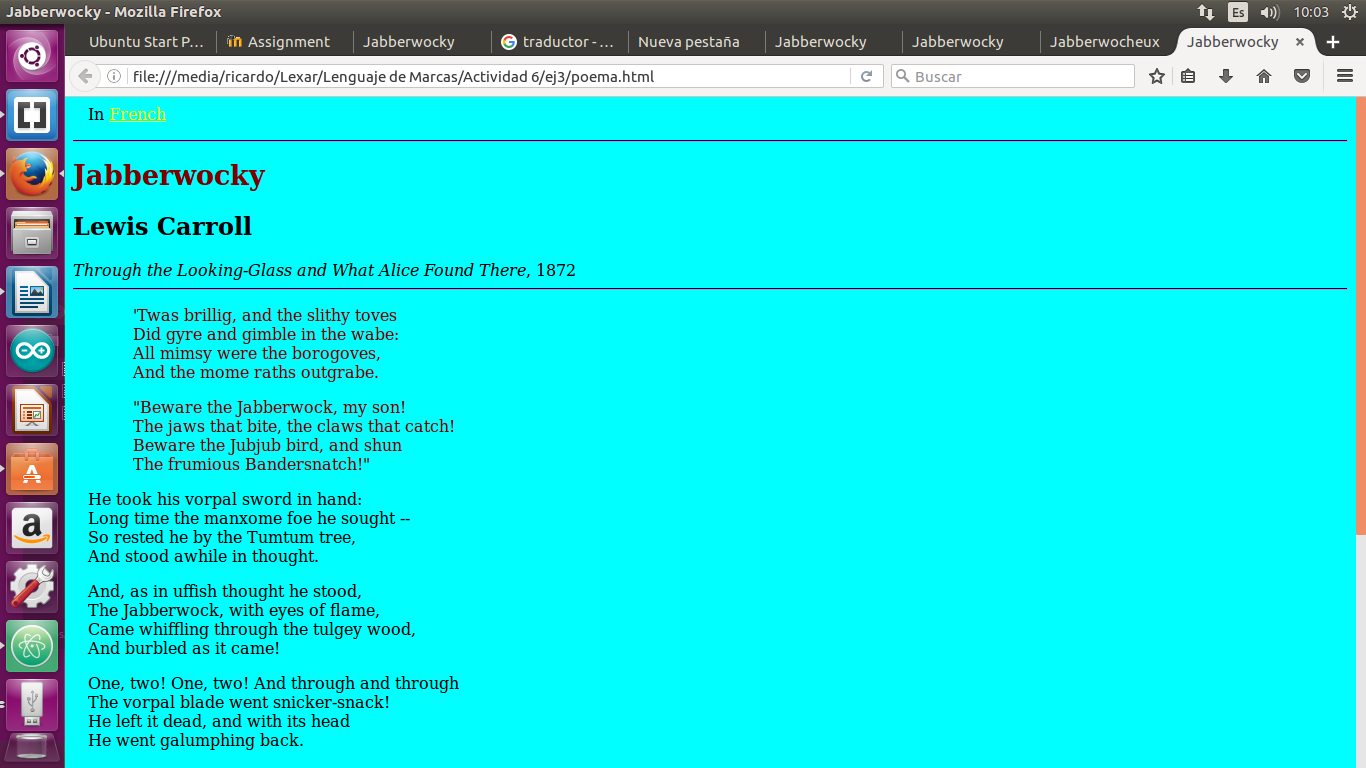 Jabberwocky - Mozilla Firefox
Es
10:03
Ubuntu Start P...
Assignment
Jabberwocky
traductor - ...
Nueva pestaña
Jabberwocky
Jabberwocky
Jabberwocheux
Jabberwocky
file:///media/ricardo/Lexar/Lenguaje de Marcas/Actividad 6/ej3/poema.html
Buscar
In French
Jabberwocky
Lewis Carroll
Through the Looking-Glass and What Alice Found There, 1872
'Twas brillig, and the slithy toves
Did gyre and gimble in the wabe:
All mimsy were the borogoves,
And the mome raths outgrabe.
"Beware the Jabberwock, my son!
The jaws that bite, the claws that catch!
Beware the Jubjub bird, and shun
The frumious Bandersnatch!"
He took his vorpal sword in hand:
Long time the manxome foe he sought --
So rested he by the Tumtum tree,
And stood awhile in thought.
And, as in uffish thought he stood,
The Jabberwock, with eyes of flame,
Came whiffling through the tulgey wood,
And burbled as it came!
One, two! One, two! And through and through
The vorpal blade went snicker-snack!
He left it dead, and with its head
He went galumphing back.